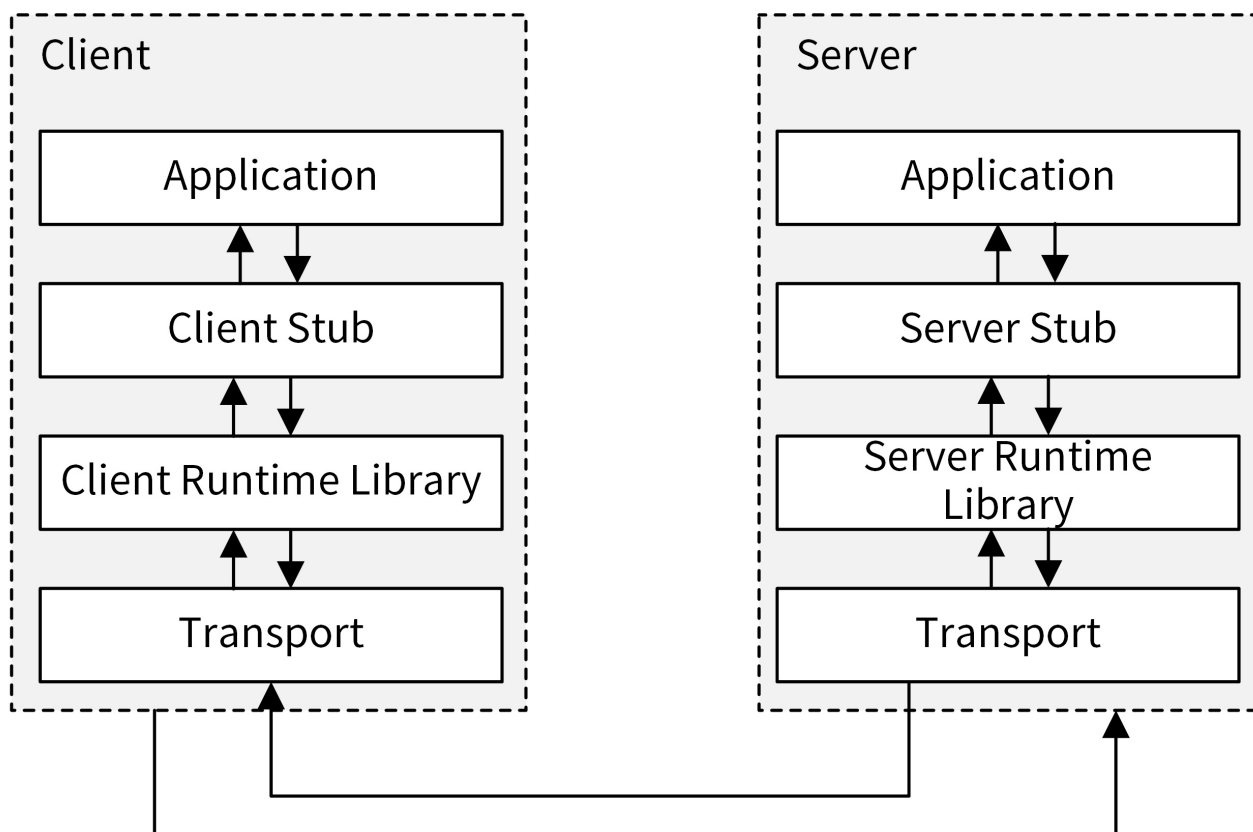 Client
Application
Client Stub
Client Runtime Library
Transport
Server
Application
Server Stub
Server Runtime
Library
Transport